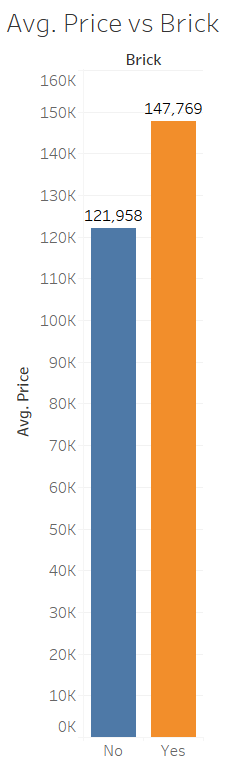 Avg. Price vs Brick
Brick
160K
150K
147,769
140K
130K
121,958
120K
110K
100K
90K
80K
70K
60K
50K
40K
30K
20K
10K
0K
Avg. Price
No Yes